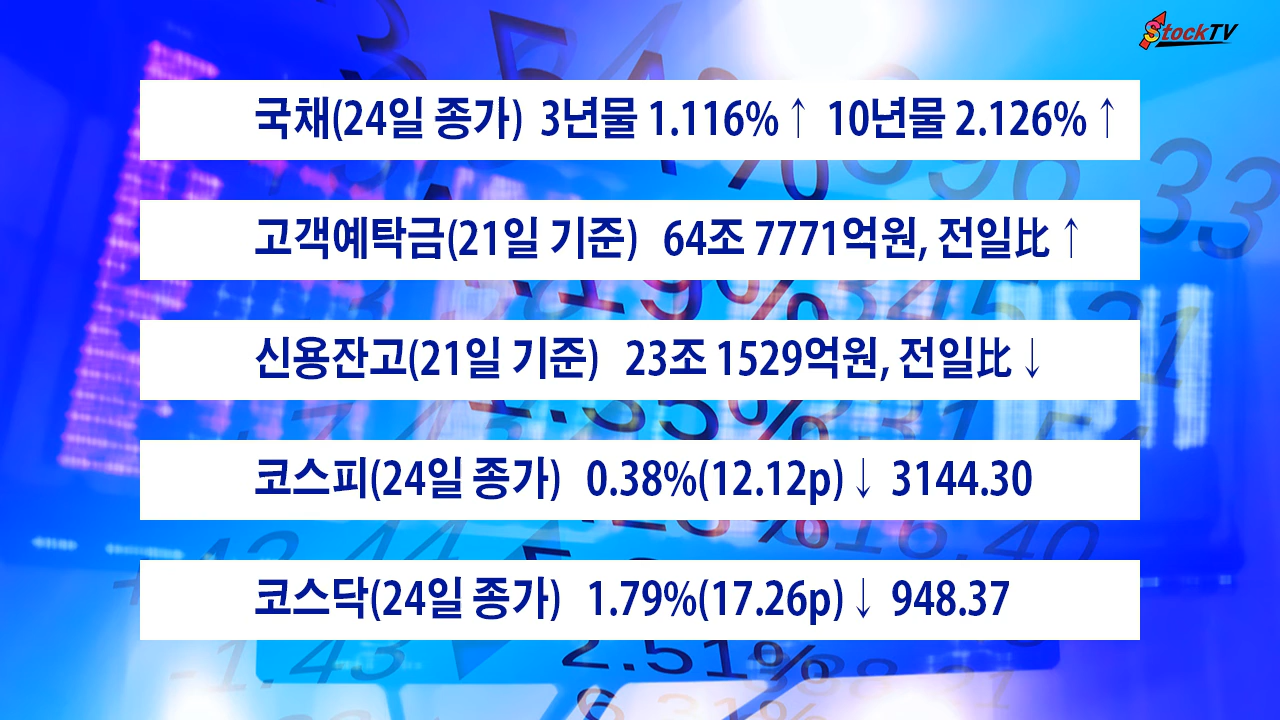 StockTV
국채(24일 종가) 3년물 1.116%↑ 10년물 2.126%↑
고객예탁금(21일 기준) 64조 7771억원, 전일比↑
신용잔고(21일 기준) 23조 1529억원, 전일比↓
코스피(24일 종가) 0.38%(12.12p)↓ 3144.30
코스닥(24일 종가) 1.79%(17.26p)↓ 948.37
2.51%